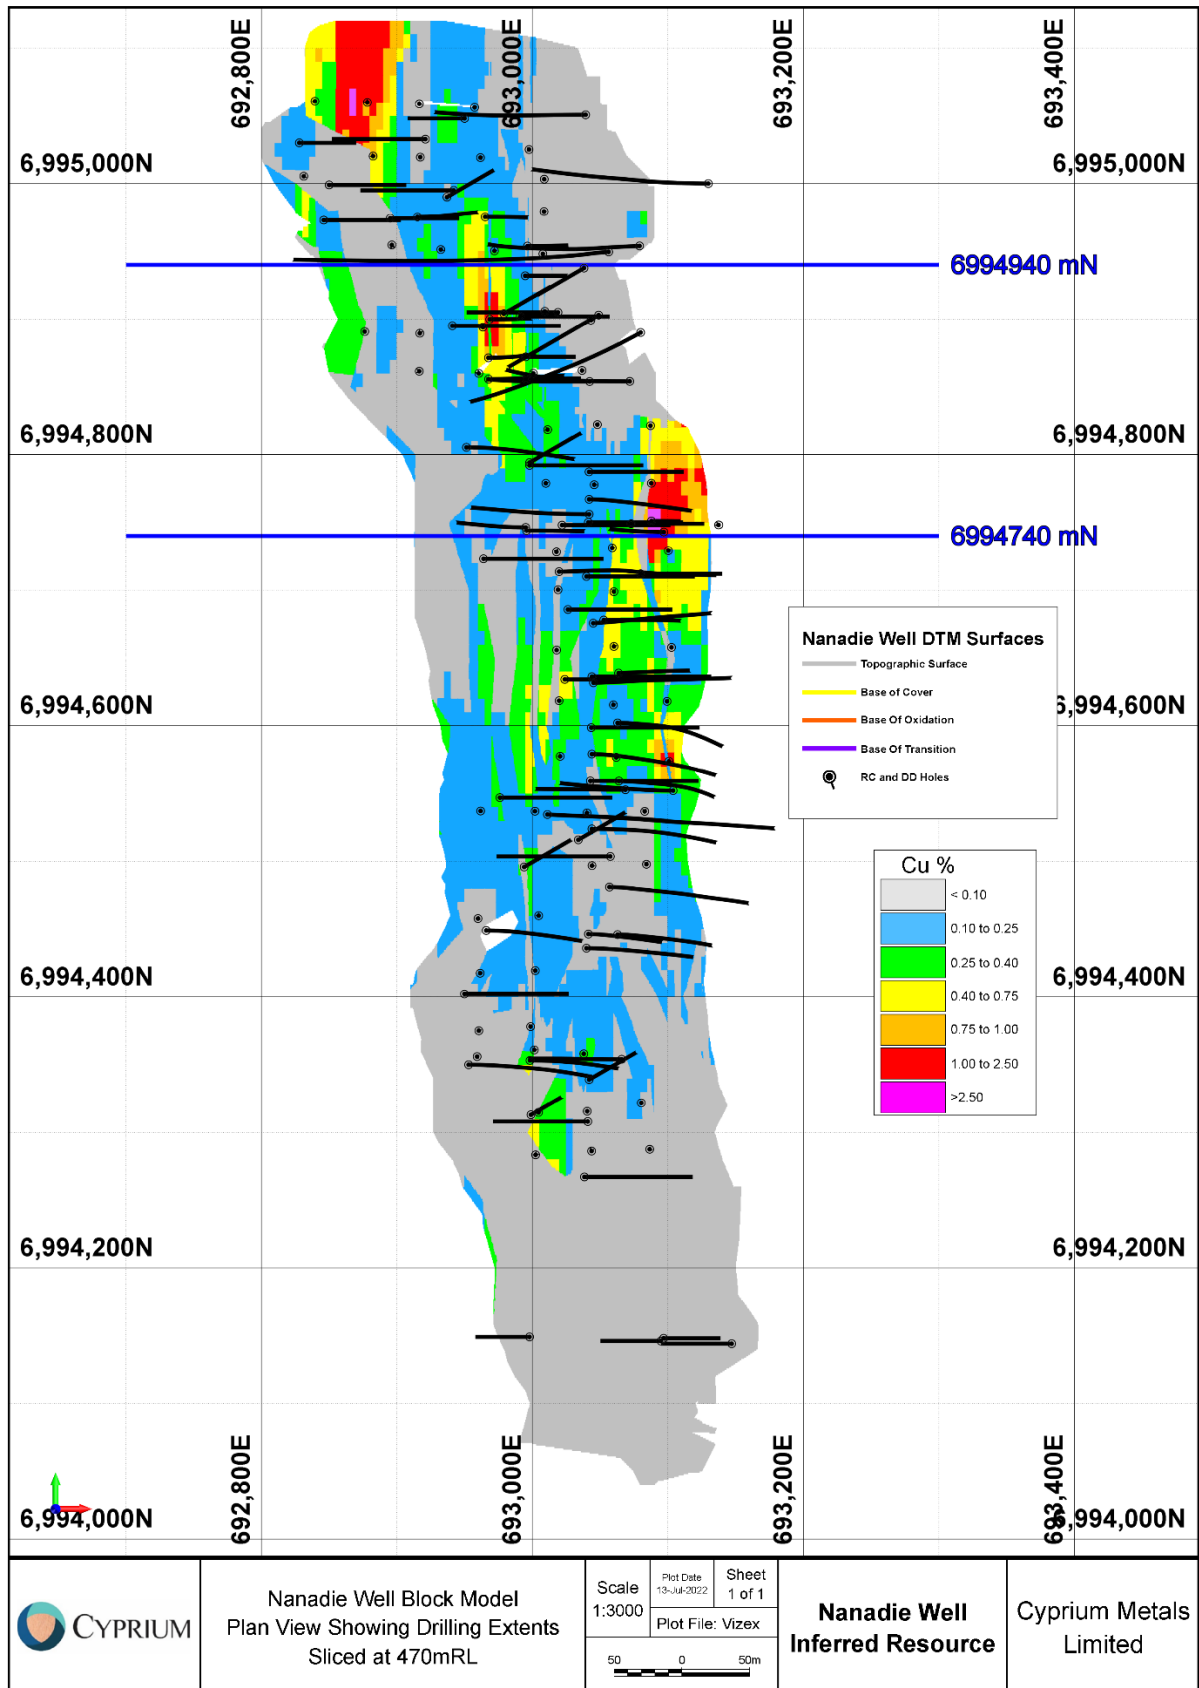 692,800E
693,000E
693,200E
693,400E
6,995,000N
6,995,000N
6994940 mN
6,994,800N
6,994,800N
6994740 mN
Nanadie Well DTM Surfaces
Topographic Surface
Base of Cover
Base Of Oxidation
Base Of Transition
RC and DD Holes
6,994,600N
6,994,600N
Cu %
< 0.10
0.10 to 0.25
0.25 to 0.40
0.40 to 0.75
0.75 to 1.00
1.00 to 2.50
>2.50
6,994,400N
6,994,400N
6,994,200N
6,994,200N
692,800E
693,000E
693,200E
693,400E
6,994,000N
6,994,000N
CYPRIUM
Nanadie Well Block Model
Plan View Showing Drilling Extents
Sliced at 470mRL
Scale
1:3000
Plot Date
13-Jul-2022
Sheet
1 of 1
Plot File: Vizex
50 0 50m
Nanadie Well
Inferred Resource
Cyprium Metals
Limited